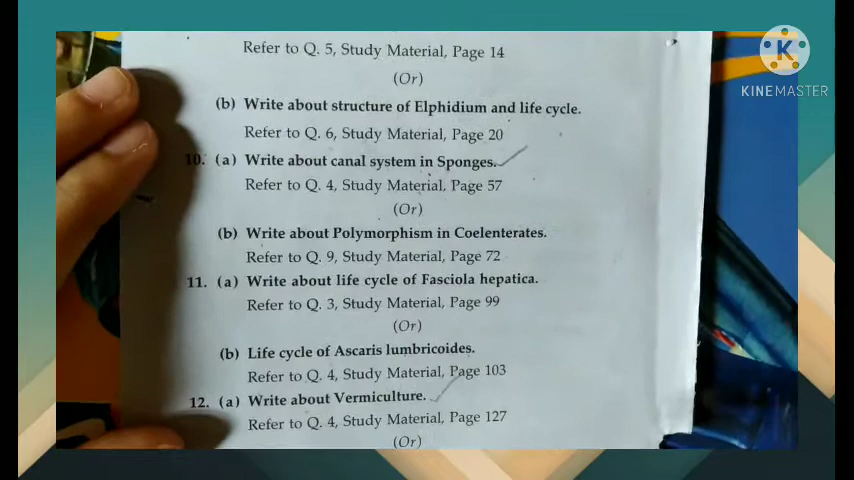 Refer to Q. 5, Study Material, Page 14
(Or)
(b) Write about structure of Elphidium and life cycle.
Refer to Q. 6, Study Material, Page 20
10. (a) Write about canal system in Sponges.
Refer to Q. 4, Study Material, Page 57
(Or)
(b) Write about Polymorphism in Coelenterates.
Refer to Q. 9, Study Material, Page 72
11. (a) Write about life cycle of Fasciola hepatica.
Refer to Q. 3, Study Material, Page 99
(Or)
(b) Life cycle of Ascaris lumbricoides.
Refer to Q. 4, Study Material, Page 103
12. (a) Write about Vermiculture.
Refer to Q. 4, Study Material, Page 127
(Or)
K
KINEMASTER